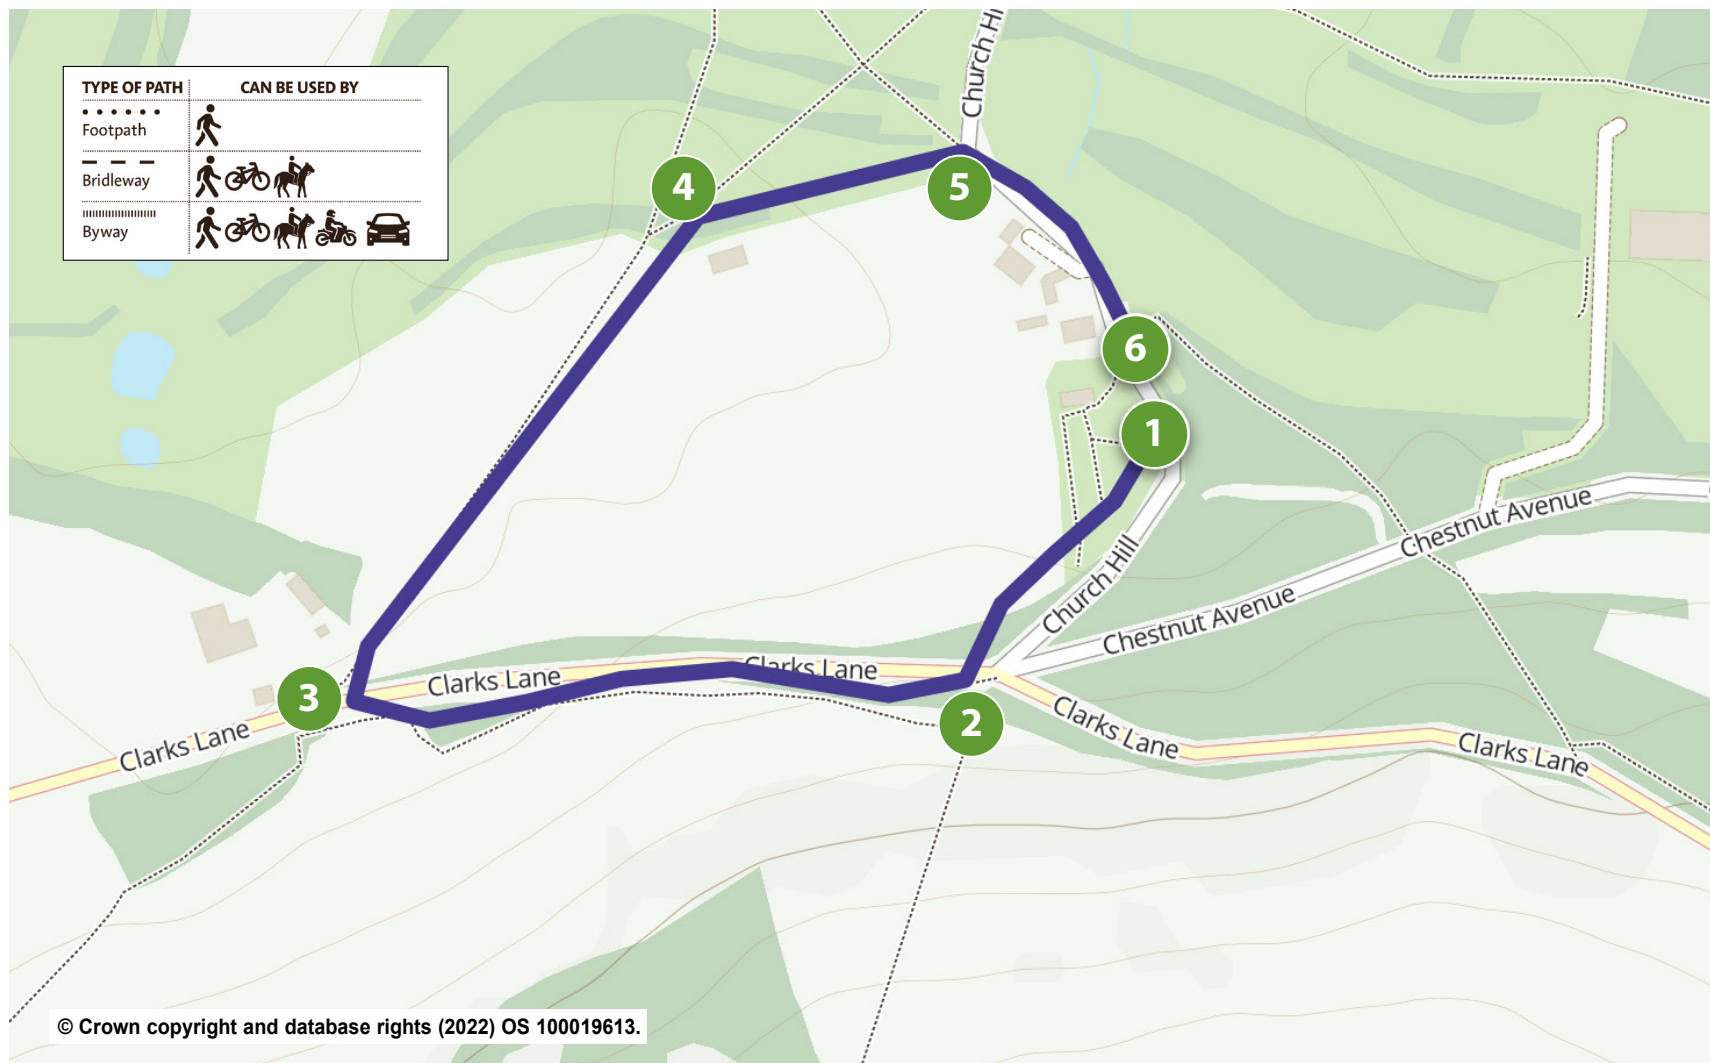 Church Hi
TYPE OF PATH CAN BE USED BY
Footpath
Bridleway
Byway
4
5
6
1
Church Hill
Chestnut Avenue
Chestnut Avenue
Clarks Lane
Clarks Lane
3
2
Clarks Lane
Clarks Lane
Clarks Lane
© Crown copyright and database rights (2022) OS 100019613.